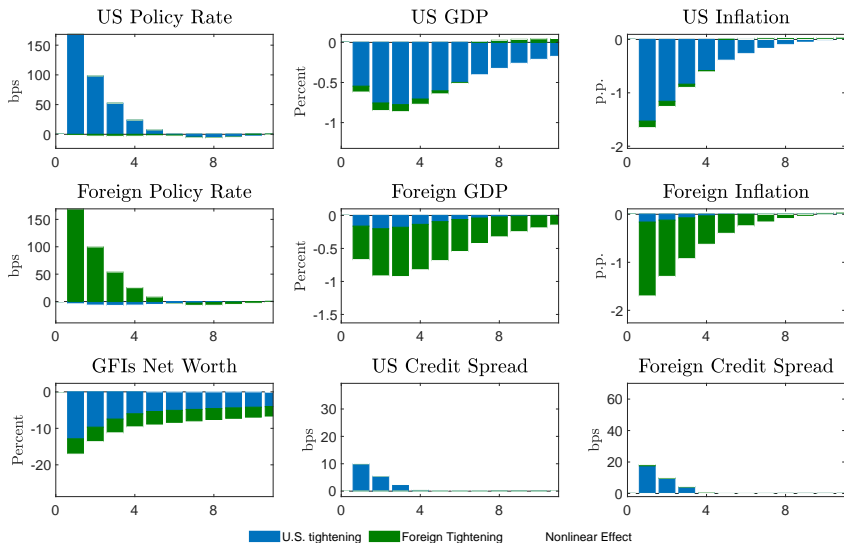 US Policy Rate US GDP US Inflation
150
100
50
0
bps
0 4 8
0
-0.5
-1
Percent
0 4 8
0
-1
-2
p.p.
0 4 8
Foreign Policy Rate Foreign GDP Foreign Inflation
150
100
50
0
bps
0 4 8
0
-0.5
-1
-1.5
Percent
0 4 8
0
-1
-2
p.p.
0 4 8
GFIs Net Worth US Credit Spread Foreign Credit Spread
0
-10
-20
Percent
0 4 8
30
20
10
0
bps
0 4 8
60
40
20
0
bps
0 4 8
U.S. tightening Foreign Tightening Nonlinear Effect